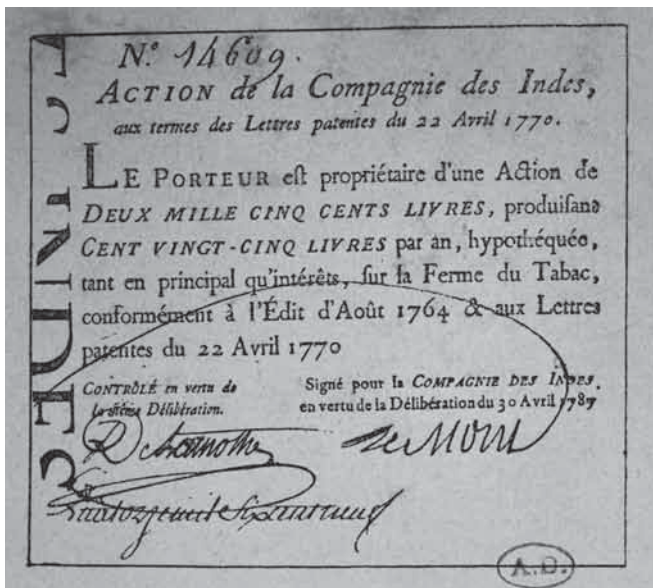 N.º 14609.
ACTION de la Compagnie des Indes,
aux termes des Lettres patentes du 22 Avril 1770.
LE PORTEUR est propriétaire d'une Action de
DEUX MILLE CINQ CENTS LIVRES, produisant
CENT VINGT-CINQ LIVRES par an, hypothéquée,
tant en principal qu'intérêts, sur la Ferme du Tabac,
conformément à l'Édit d'Août 1764 & aux Lettres
patentes du 22 Avril 1770
CONTRÔLÉ en vertu de
la même Délibération.
Signé pour la COMPAGNIE DES INDES,
en vertu de la Délibération du 30 Avril 1787
A.D.